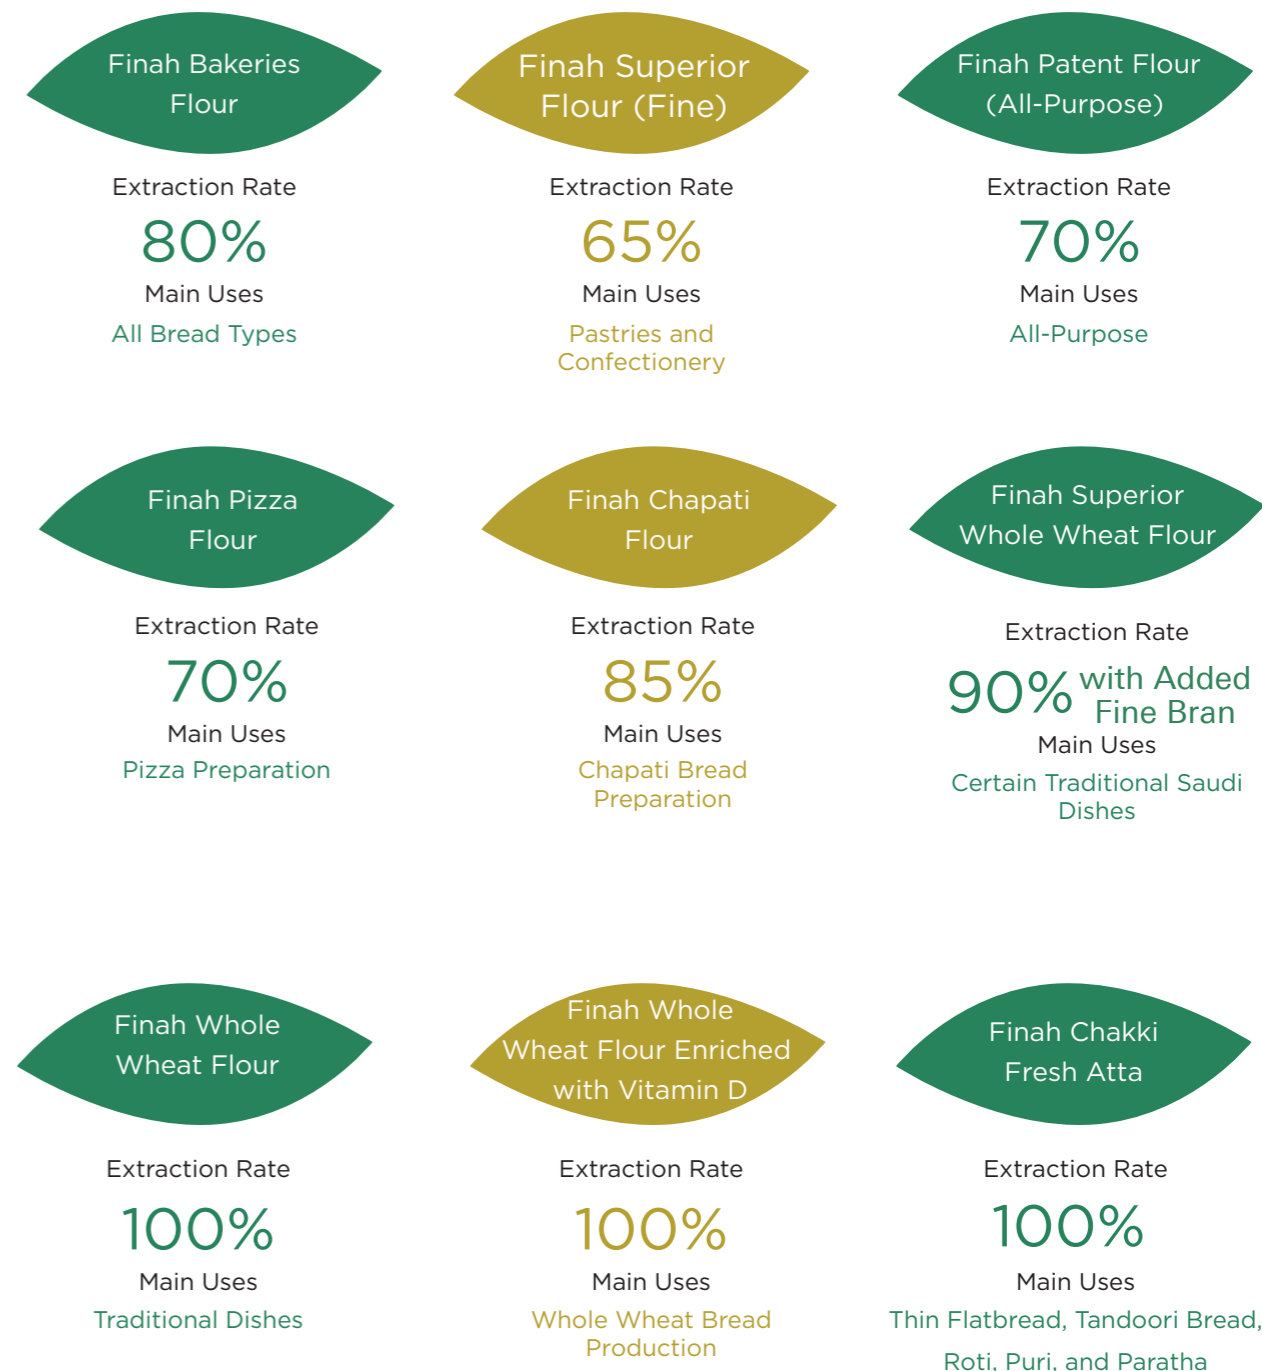 Finah Bakeries
Flour
Extraction Rate
80%
Main Uses
All Bread Types
Finah Superior
Flour (Fine)
Extraction Rate
65%
Main Uses
Pastries and
Confectionery
Finah Patent Flour
(All-Purpose)
Extraction Rate
70%
Main Uses
All-Purpose
Finah Pizza
Flour
Extraction Rate
70%
Main Uses
Pizza Preparation
Finah Chapati
Flour
Extraction Rate
85%
Main Uses
Chapati Bread
Preparation
Finah Superior
Whole Wheat Flour
Extraction Rate
90% with Added
Fine Bran
Main Uses
Certain Traditional Saudi
Dishes
Finah Whole
Wheat Flour
Extraction Rate
100%
Main Uses
Traditional Dishes
Finah Whole
Wheat Flour Enriched
with Vitamin D
Extraction Rate
100%
Main Uses
Whole Wheat Bread
Production
Finah Chakki
Fresh Atta
Extraction Rate
100%
Main Uses
Thin Flatbread, Tandoori Bread,
Roti, Puri, and Paratha